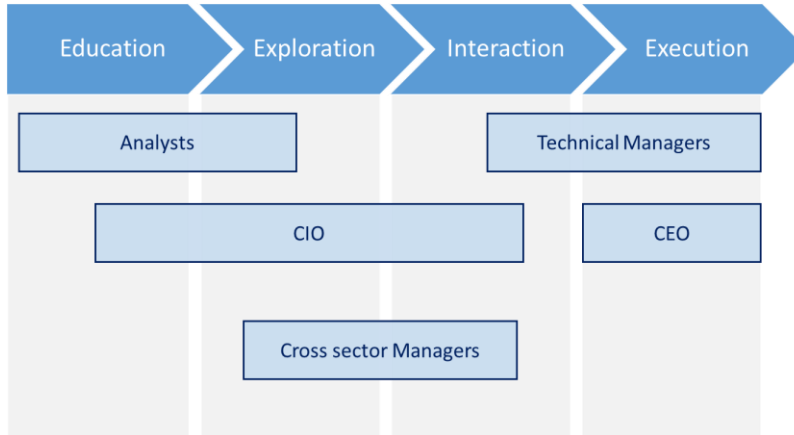 Education
Exploration
Interaction
Execution
Analysts
Technical Managers
CIO
CEO
Cross sector Managers